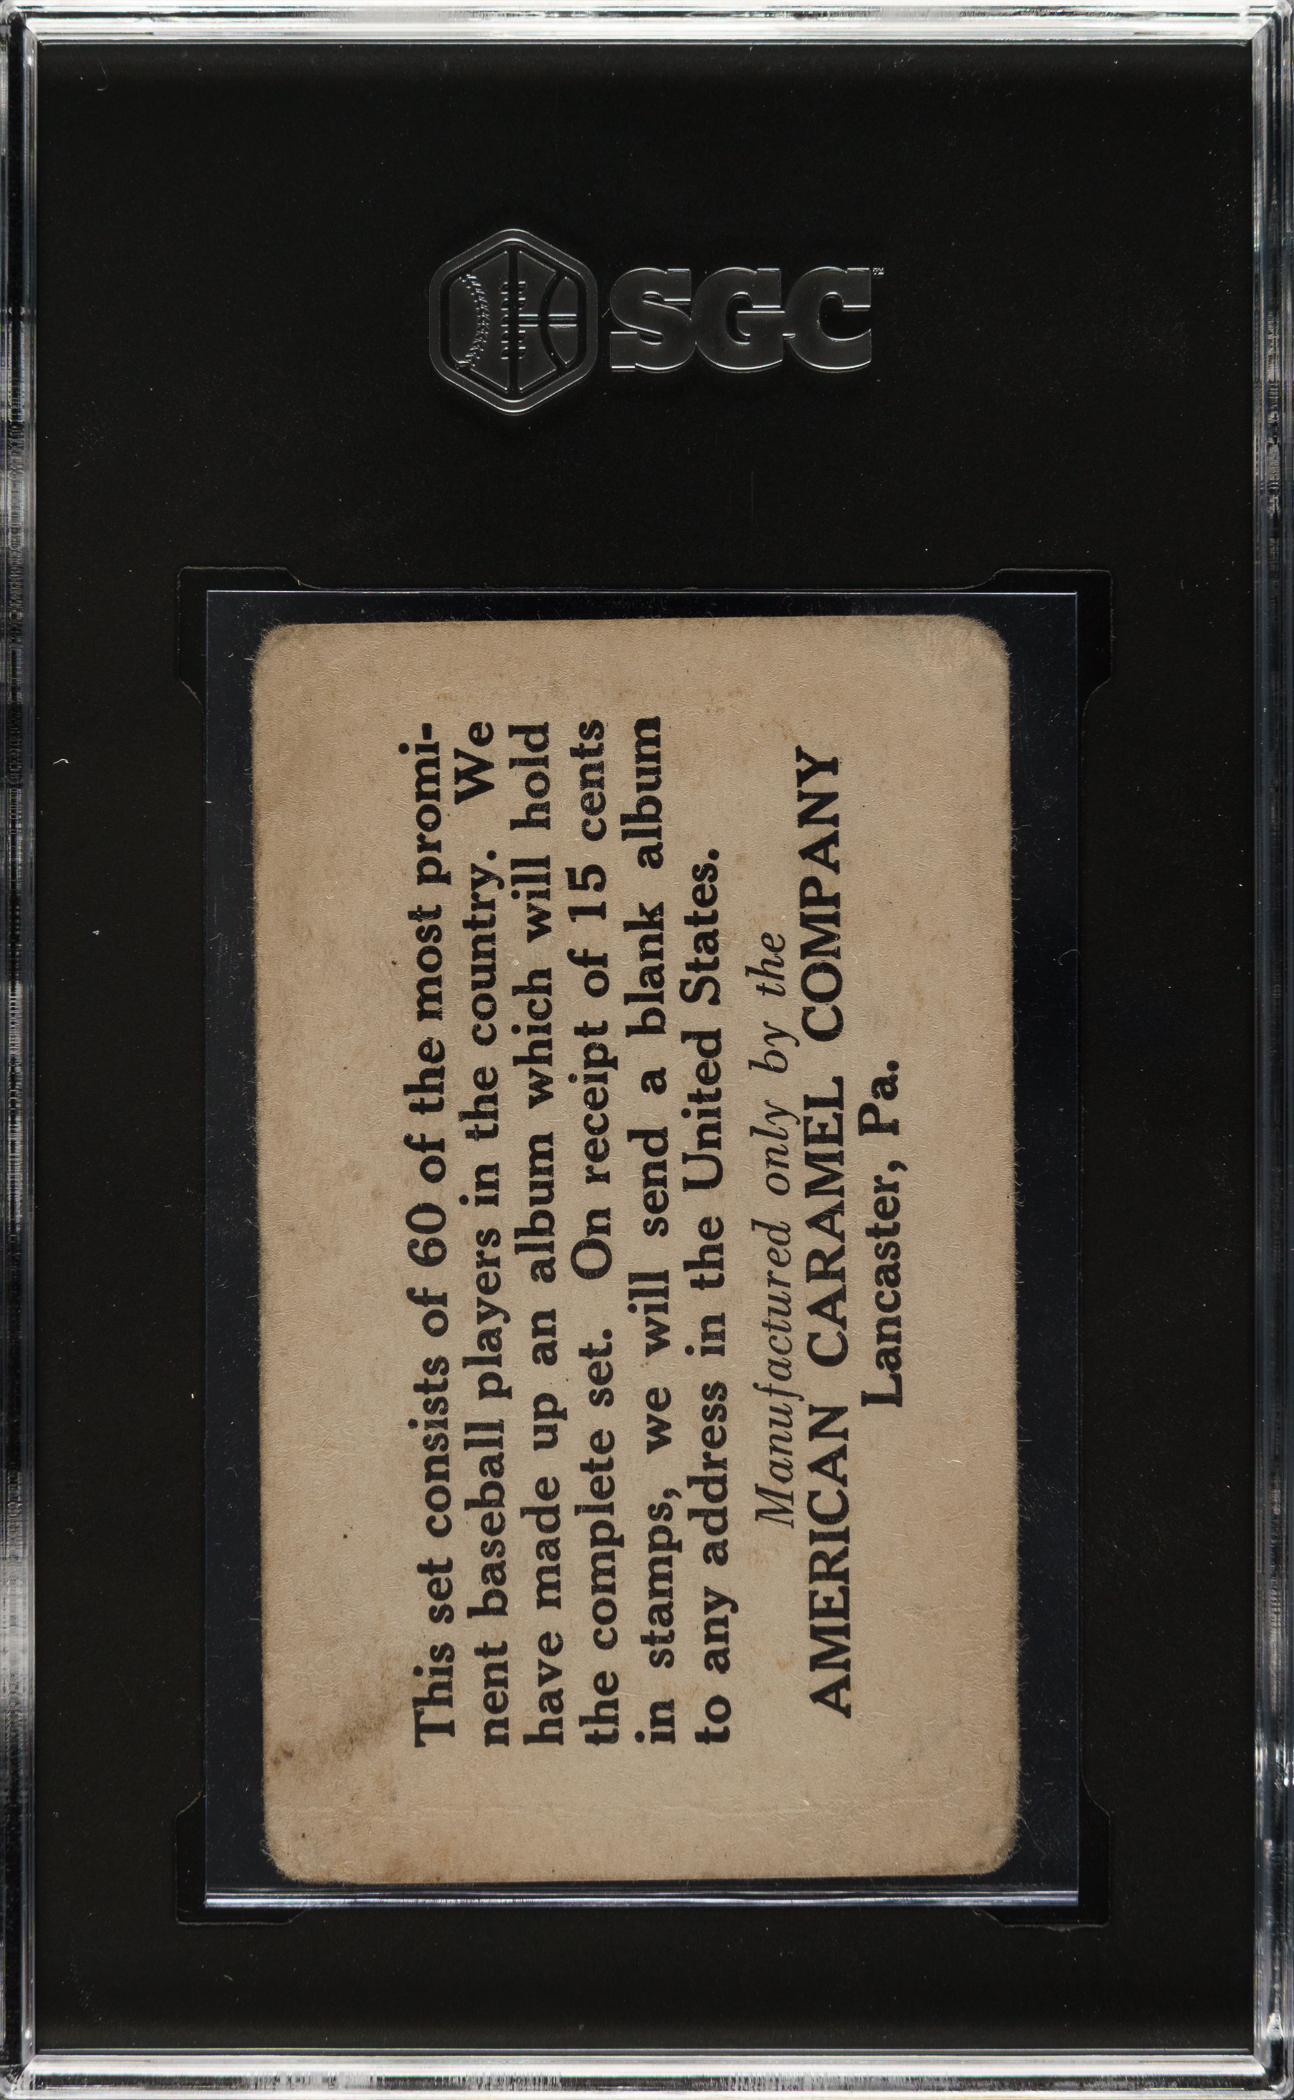 SGC™
This set consists of 60 of the most promi-
nent baseball players in the country. We
have made up an album which will hold
the complete set. On receipt of 15 cents
in stamps, we will send a blank album
to any address in the United States.
Manufactured only by the
AMERICAN CARAMEL COMPANY
Lancaster, Pa.